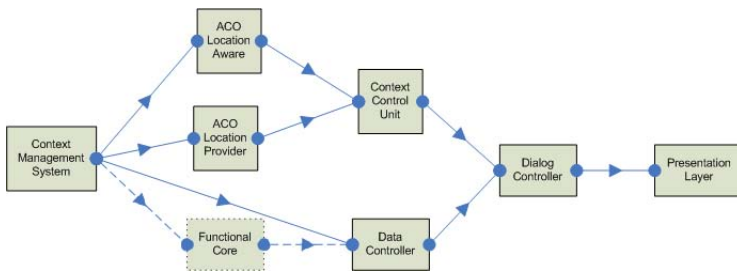 ACO
Location
Aware
Context
Control
Unit
ACO
Location
Provider
Context
Management
System
Dialog
Controller
Presentation
Layer
Functional
Core
Data
Controller